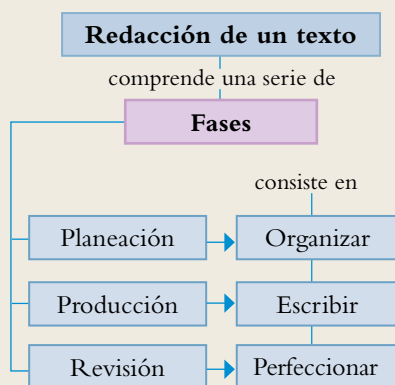 Redacción de un texto
comprende una serie de
Fases
consiste en
Planeación
Organizar
Producción
Escribir
Revisión
Perfeccionar